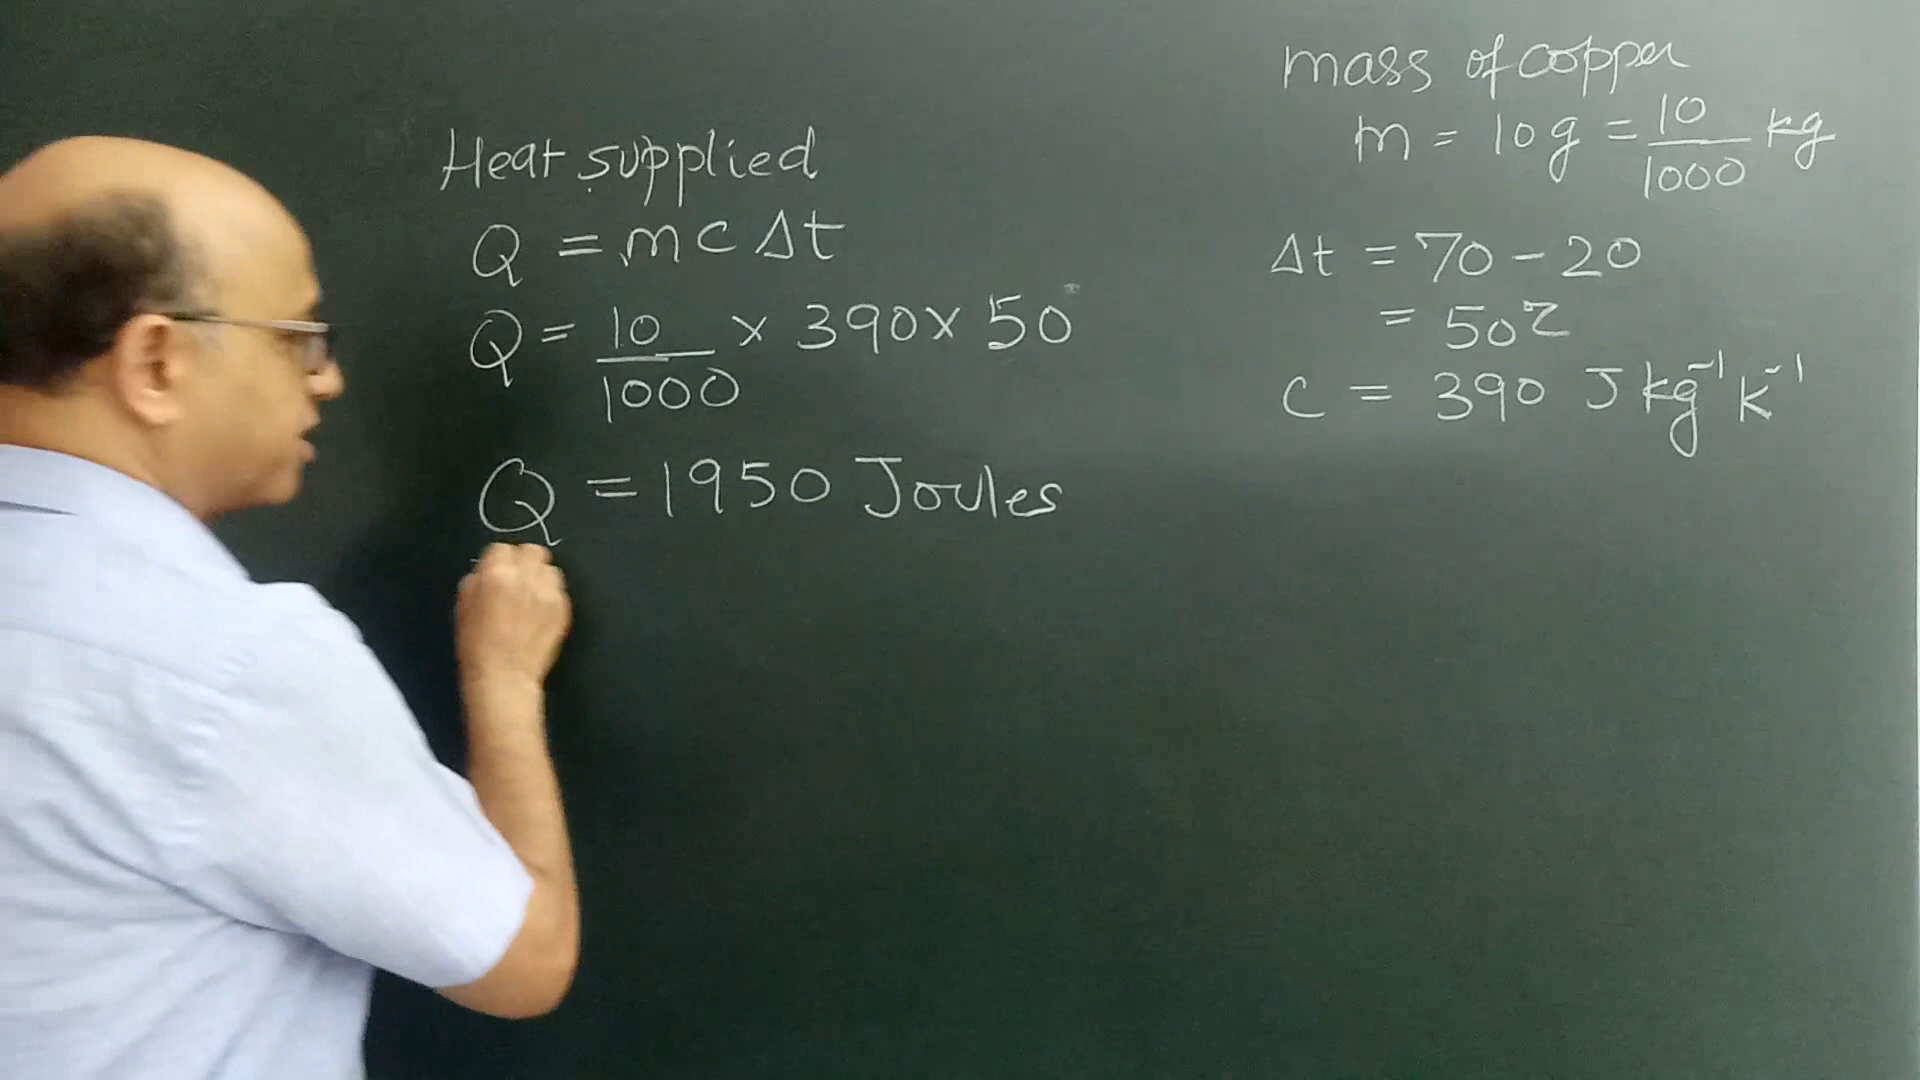 Heat supplied
Q = mcΔt
Q = 10/1000 × 390 × 50
Q = 1950 Joules
mass of copper
m = 10g = 10/1000 kg
Δt = 70 - 20
= 50
c = 390 J kg⁻¹ K⁻¹